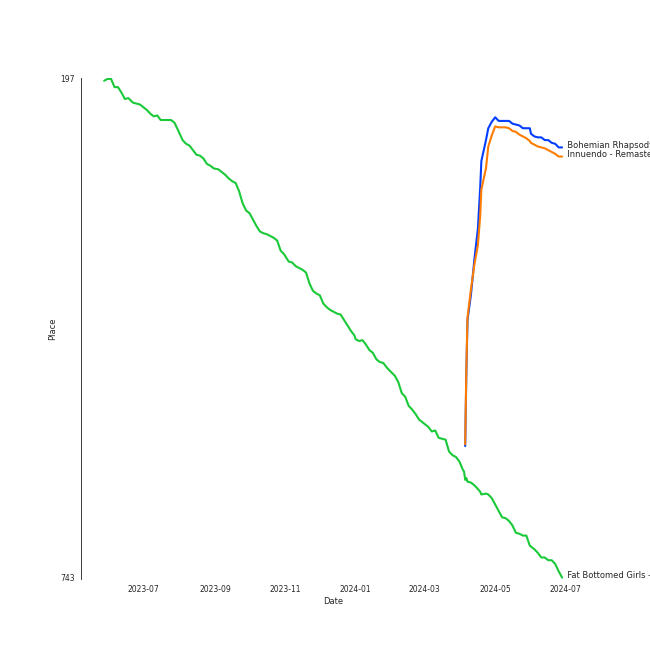 197
Bohemian Rhapsody
Innuendo - Remaste
Place
Fat Bottomed Girls -
743
2023-07 2023-09 2023-11 2024-01 2024-03 2024-05 2024-07
Date